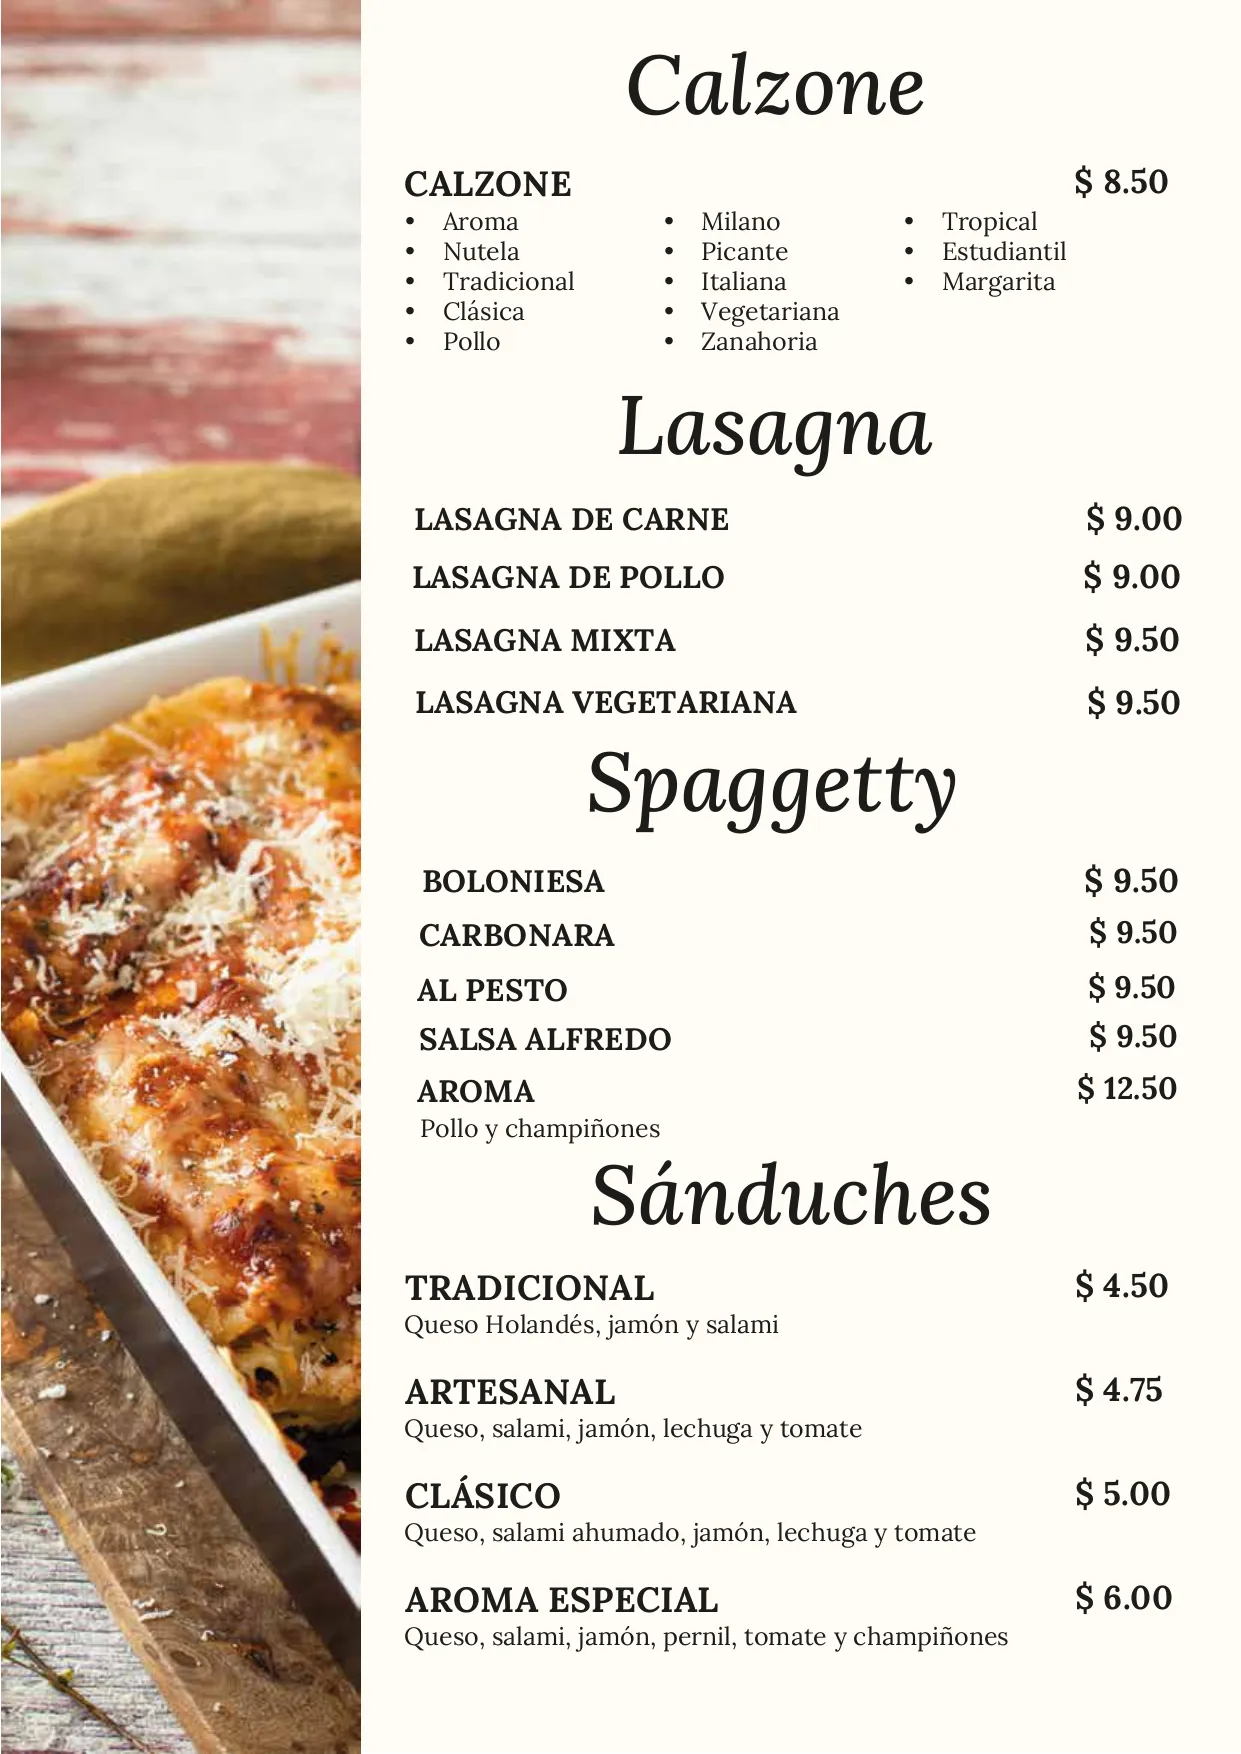 Calzone
CALZONE $ 8.50
• Aroma • Milano • Tropical
• Nutela • Picante • Estudiantil
• Tradicional • Italiana • Margarita
• Clásica • Vegetariana
• Pollo • Zanahoria
Lasagna
LASAGNA DE CARNE $ 9.00
LASAGNA DE POLLO $ 9.00
LASAGNA MIXTA $ 9.50
LASAGNA VEGETARIANA $ 9.50
Spaggetty
BOLONIESA $ 9.50
CARBONARA $ 9.50
AL PESTO $ 9.50
SALSA ALFREDO $ 9.50
AROMA $ 12.50
Pollo y champiñones
Sánduches
TRADICIONAL $ 4.50
Queso Holandés, jamón y salami
ARTESANAL $ 4.75
Queso, salami, jamón, lechuga y tomate
CLÁSICO $ 5.00
Queso, salami ahumado, jamón, lechuga y tomate
AROMA ESPECIAL $ 6.00
Queso, salami, jamón, pernil, tomate y champiñones